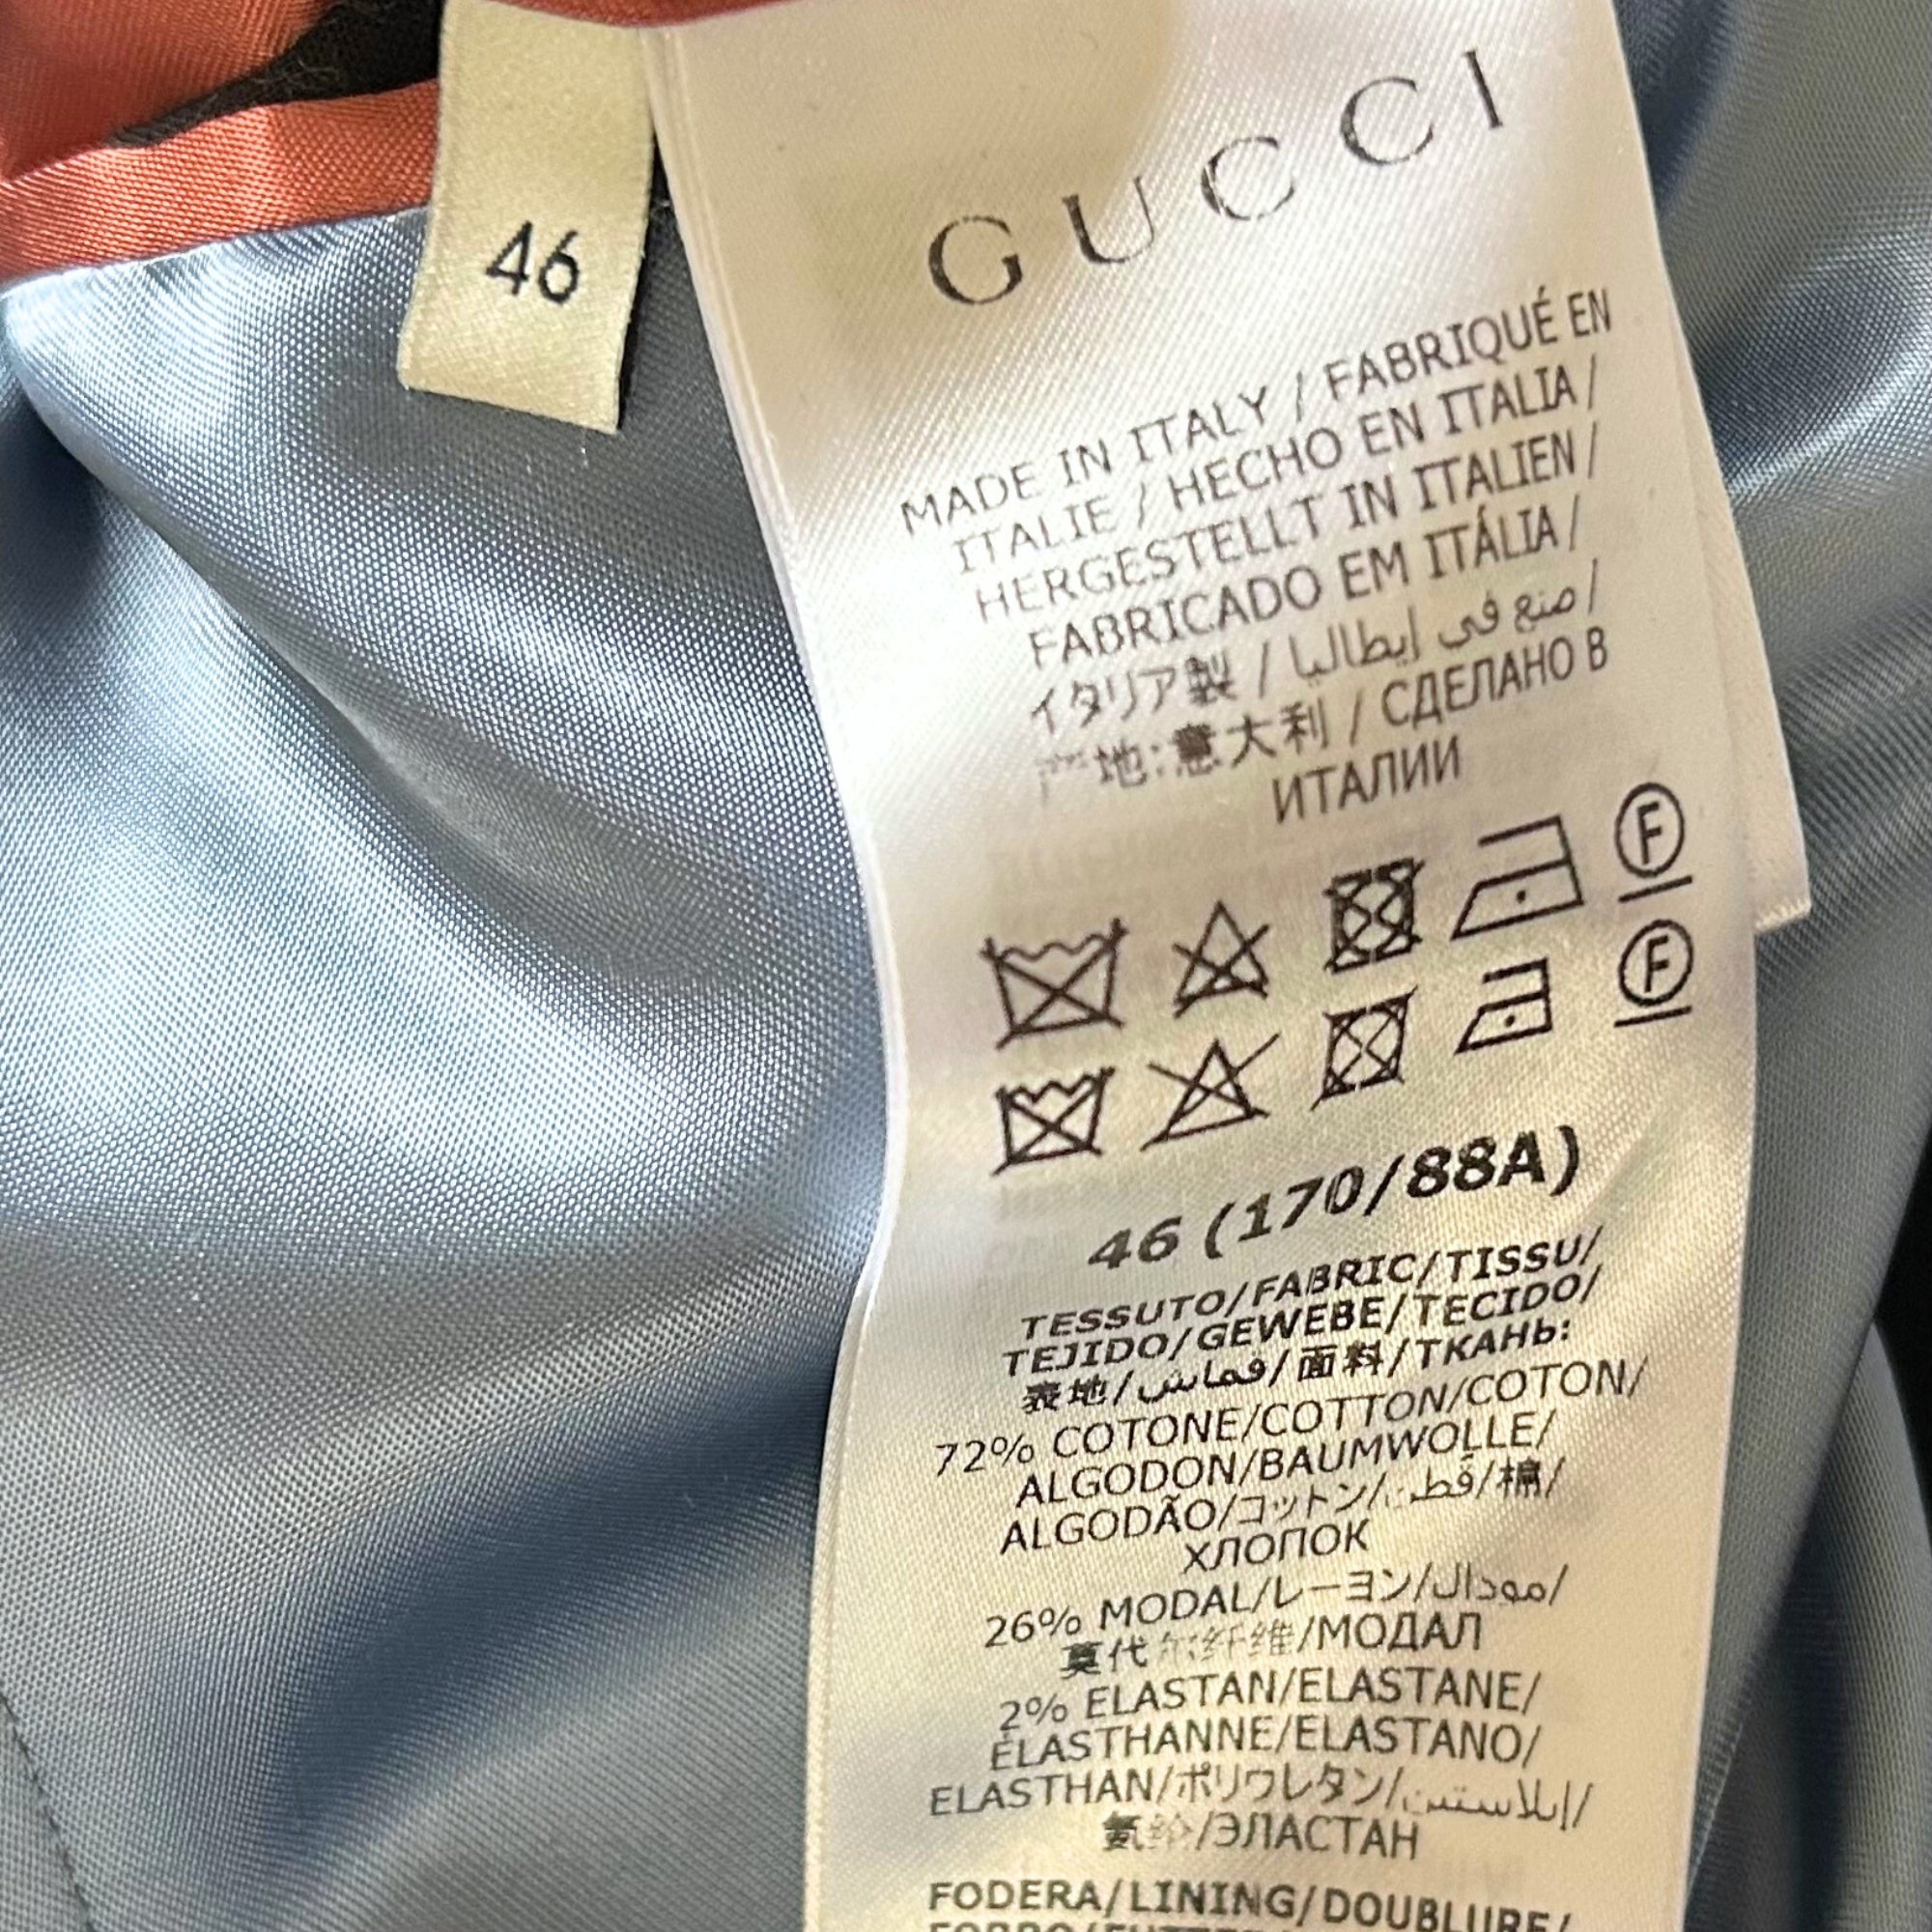 46
GUCCI
MADE IN ITALY / FABRIQUÉ EN
ITALIE / HECHO EN ITALIA /
HERGESTELLT IN ITALIEN /
FABRICADO EM ITÁLIA /
イタリア製 / صنع في إيطاليا /
产地:意大利 / СДЕЛАНО В
ИТАЛИИ
F
F
46 (170/88A)
TESSUTO/FABRIC/TISSU/
TEJIDO/GEWEBE/TECIDO/
表地/قماش/面料/ТКАНЬ:
72% COTONE/COTTON/COTON/
ALGODON/BAUMWOLLE/
ALGODÃO/コットン/قطن/棉/
ХЛОПОК
26% MODAL/レーヨン/مودال/
莫代尔纤维/МОДАЛ
2% ELASTAN/ELASTANE/
ÉLASTHANNE/ELASTANO/
ELASTHAN/ポリウレタン/إيلاستين/
氨纶/ЭЛАСТАН
FODERA/LINING/DOUBLURE/